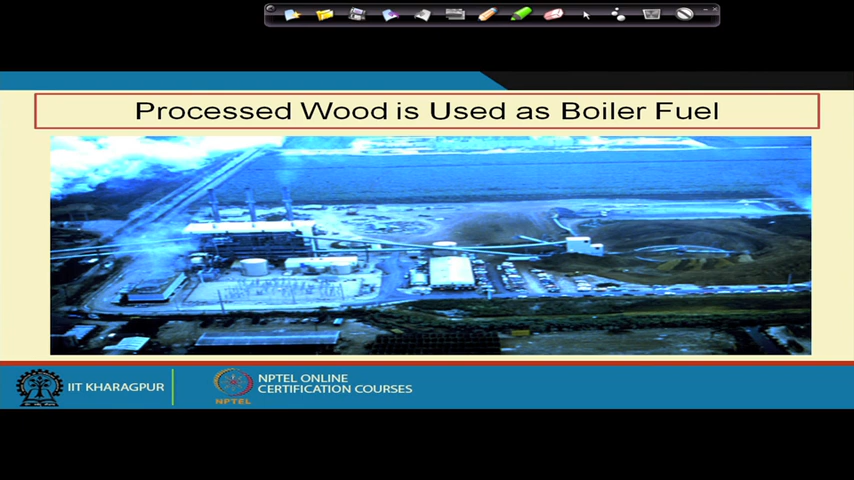 Processed Wood is Used as Boiler Fuel
IIT KHARAGPUR
NPTEL ONLINE
CERTIFICATION COURSES
NPTEL